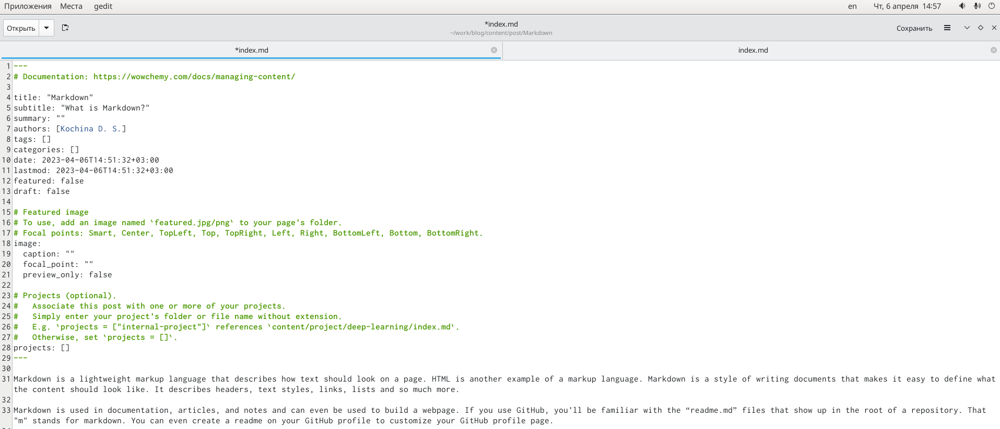 Приложения Места gedit en Чт, 6 апреля 14:57
Открыть *index.md Сохранить
~/work/blog/content/post/Markdown
*index.md index.md
1 ---
2 # Documentation: https://wowchemy.com/docs/managing-content/
3
4 title: "Markdown"
5 subtitle: "What is Markdown?"
6 summary: ""
7 authors: [Kochina D. S.]
8 tags: []
9 categories: []
10 date: 2023-04-06T14:51:32+03:00
11 lastmod: 2023-04-06T14:51:32+03:00
12 featured: false
13 draft: false
14
15 # Featured image
16 # To use, add an image named `featured.jpg/png` to your page's folder.
17 # Focal points: Smart, Center, TopLeft, Top, TopRight, Left, Right, BottomLeft, Bottom, BottomRight.
18 image:
19   caption: ""
20   focal_point: ""
21   preview_only: false
22
23 # Projects (optional).
24 #   Associate this post with one or more of your projects.
25 #   Simply enter your project's folder or file name without extension.
26 #   E.g. `projects = ["internal-project"]` references `content/project/deep-learning/index.md`.
27 #   Otherwise, set `projects = []`.
28 projects: []
29 ---
30
31 Markdown is a lightweight markup language that describes how text should look on a page. HTML is another example of a markup language. Markdown is a style of writing documents that makes it easy to define what
the content should look like. It describes headers, text styles, links, lists and so much more.
32
33 Markdown is used in documentation, articles, and notes and can even be used to build a webpage. If you use GitHub, you'll be familiar with the “readme.md” files that show up in the root of a repository. That
"m" stands for markdown. You can even create a readme on your GitHub profile to customize your GitHub profile page.